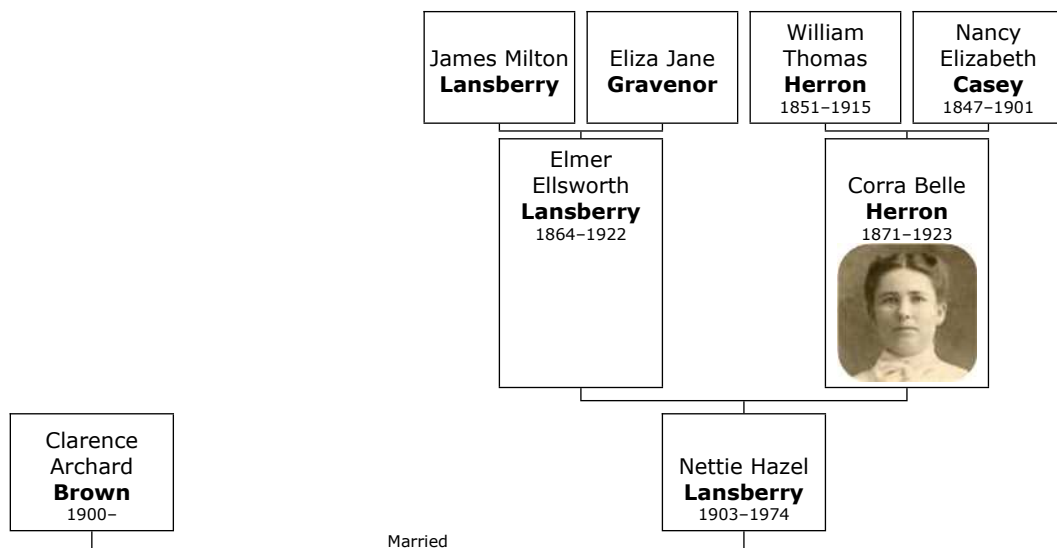 James Milton
Lansberry
Eliza Jane
Gravenor
William
Thomas
Herron
1851–1915
Nancy
Elizabeth
Casey
1847–1901
Elmer
Ellsworth
Lansberry
1864–1922
Corra Belle
Herron
1871–1923
Clarence
Archard
Brown
1900–
Nettie Hazel
Lansberry
1903–1974
Married